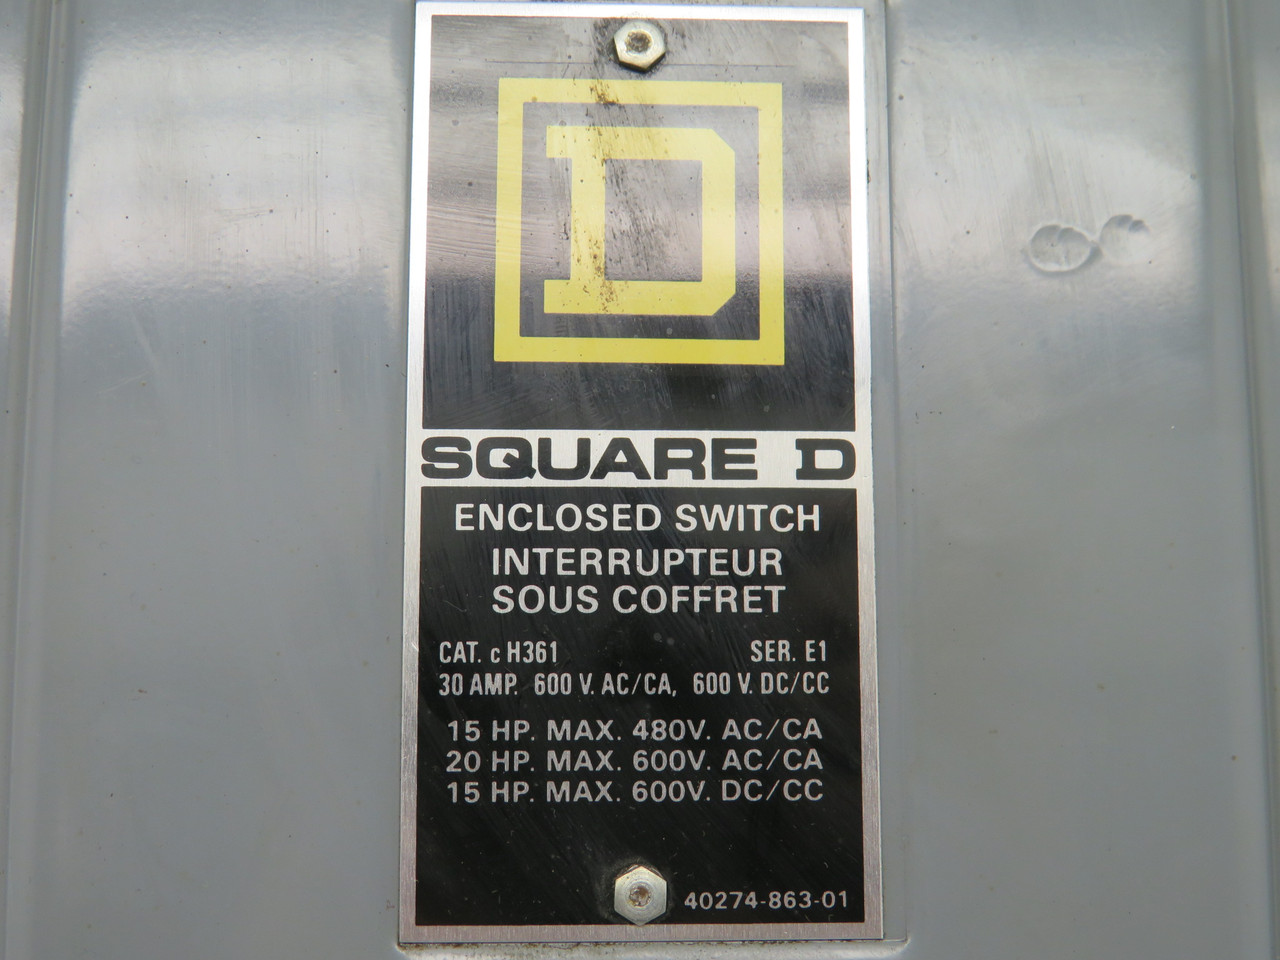 D
SQUARE D
ENCLOSED SWITCH
INTERRUPTEUR
SOUS COFFRET
CAT. c H361 SER. E1
30 AMP. 600 V. AC/CA, 600 V. DC/CC
15 HP. MAX. 480V. AC/CA
20 HP. MAX. 600V. AC/CA
15 HP. MAX. 600V. DC/CC
40274-863-01